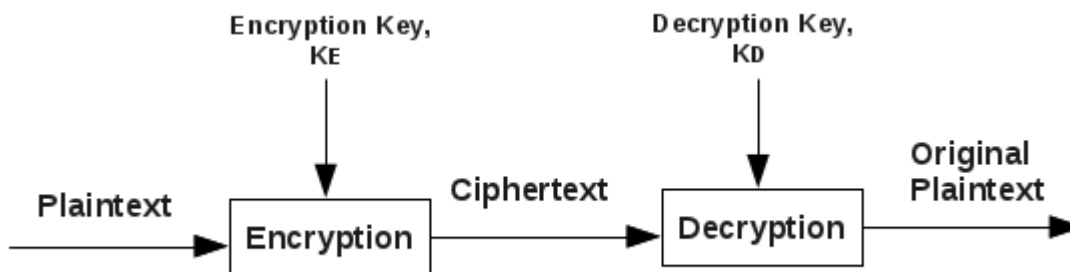 Encryption Key,
KE
Decryption Key,
KD
Plaintext
Encryption
Ciphertext
Decryption
Original
Plaintext